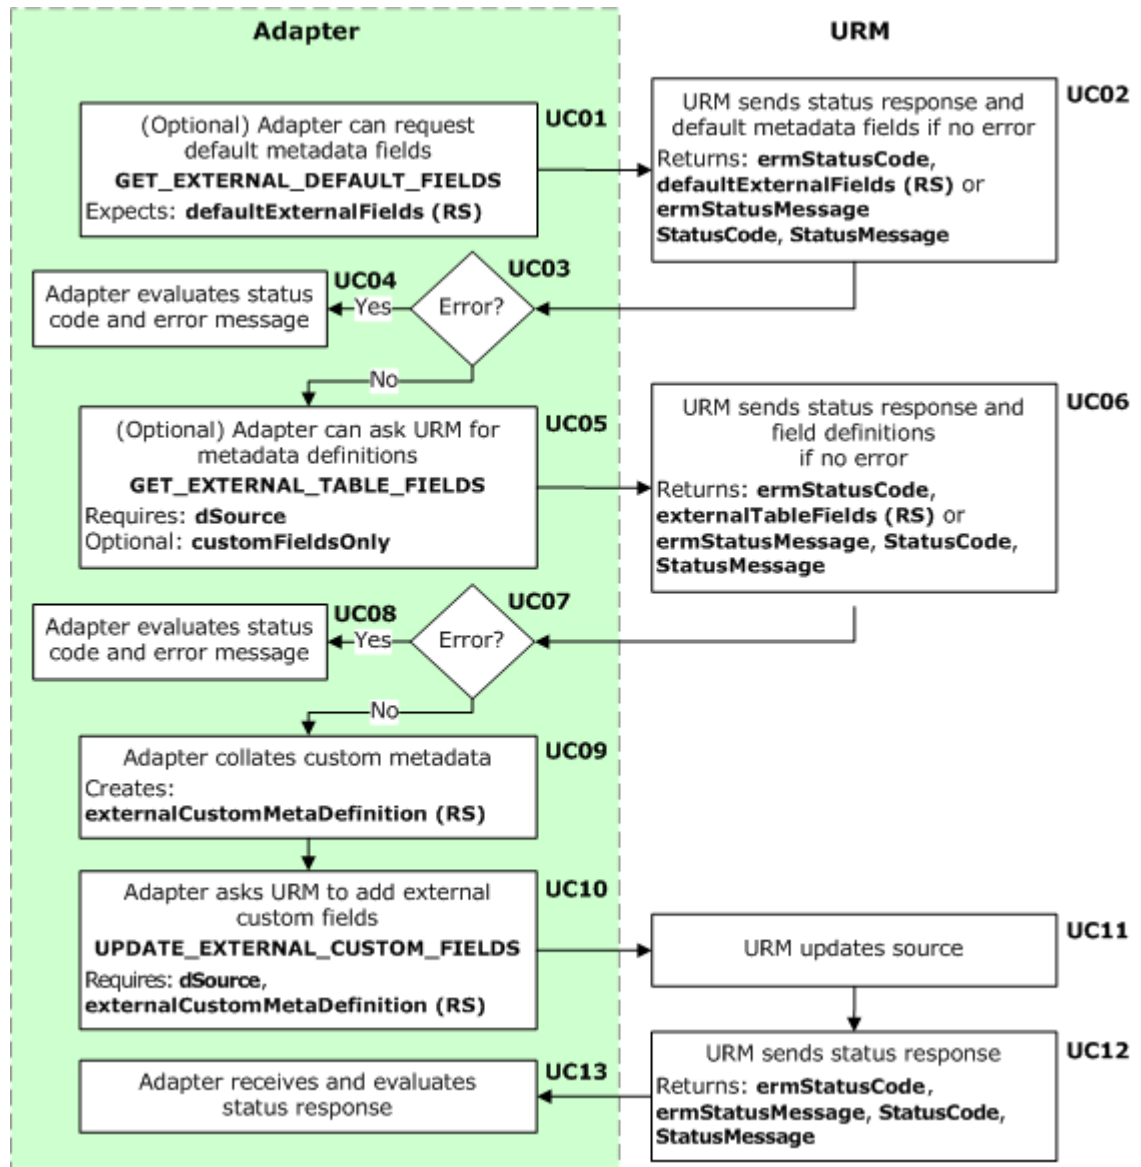 Adapter
URM
UC01
(Optional) Adapter can request
default metadata fields
GET_EXTERNAL_DEFAULT_FIELDS
Expects: defaultExternalFields (RS)
UC02
URM sends status response and
default metadata fields if no error
Returns: ermStatusCode,
defaultExternalFields (RS) or
ermStatusMessage
StatusCode, StatusMessage
UC03
Error?
Yes
UC04
Adapter evaluates status
code and error message
No
UC05
(Optional) Adapter can ask URM for
metadata definitions
GET_EXTERNAL_TABLE_FIELDS
Requires: dSource
Optional: customFieldsOnly
UC06
URM sends status response and
field definitions
if no error
Returns: ermStatusCode,
externalTableFields (RS) or
ermStatusMessage, StatusCode,
StatusMessage
UC07
Error?
Yes
UC08
Adapter evaluates status
code and error message
No
UC09
Adapter collates custom metadata
Creates:
externalCustomMetaDefinition (RS)
UC10
Adapter asks URM to add external
custom fields
UPDATE_EXTERNAL_CUSTOM_FIELDS
Requires: dSource,
externalCustomMetaDefinition (RS)
UC11
URM updates source
UC12
URM sends status response
Returns: ermStatusCode,
ermStatusMessage, StatusCode,
StatusMessage
UC13
Adapter receives and evaluates
status response